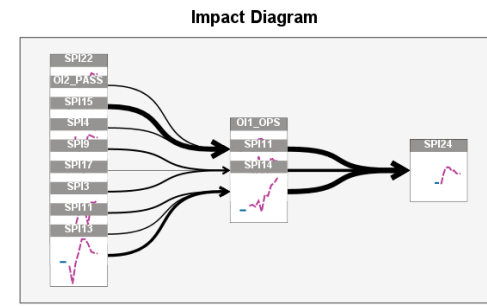 Impact Diagram
SPI22
OI2_PASS
SPI15
SPI4
SPI9
SPI17
SPI3
SPI11
SPI13
OI1_OPS
SPI11
SPI14
SPI24